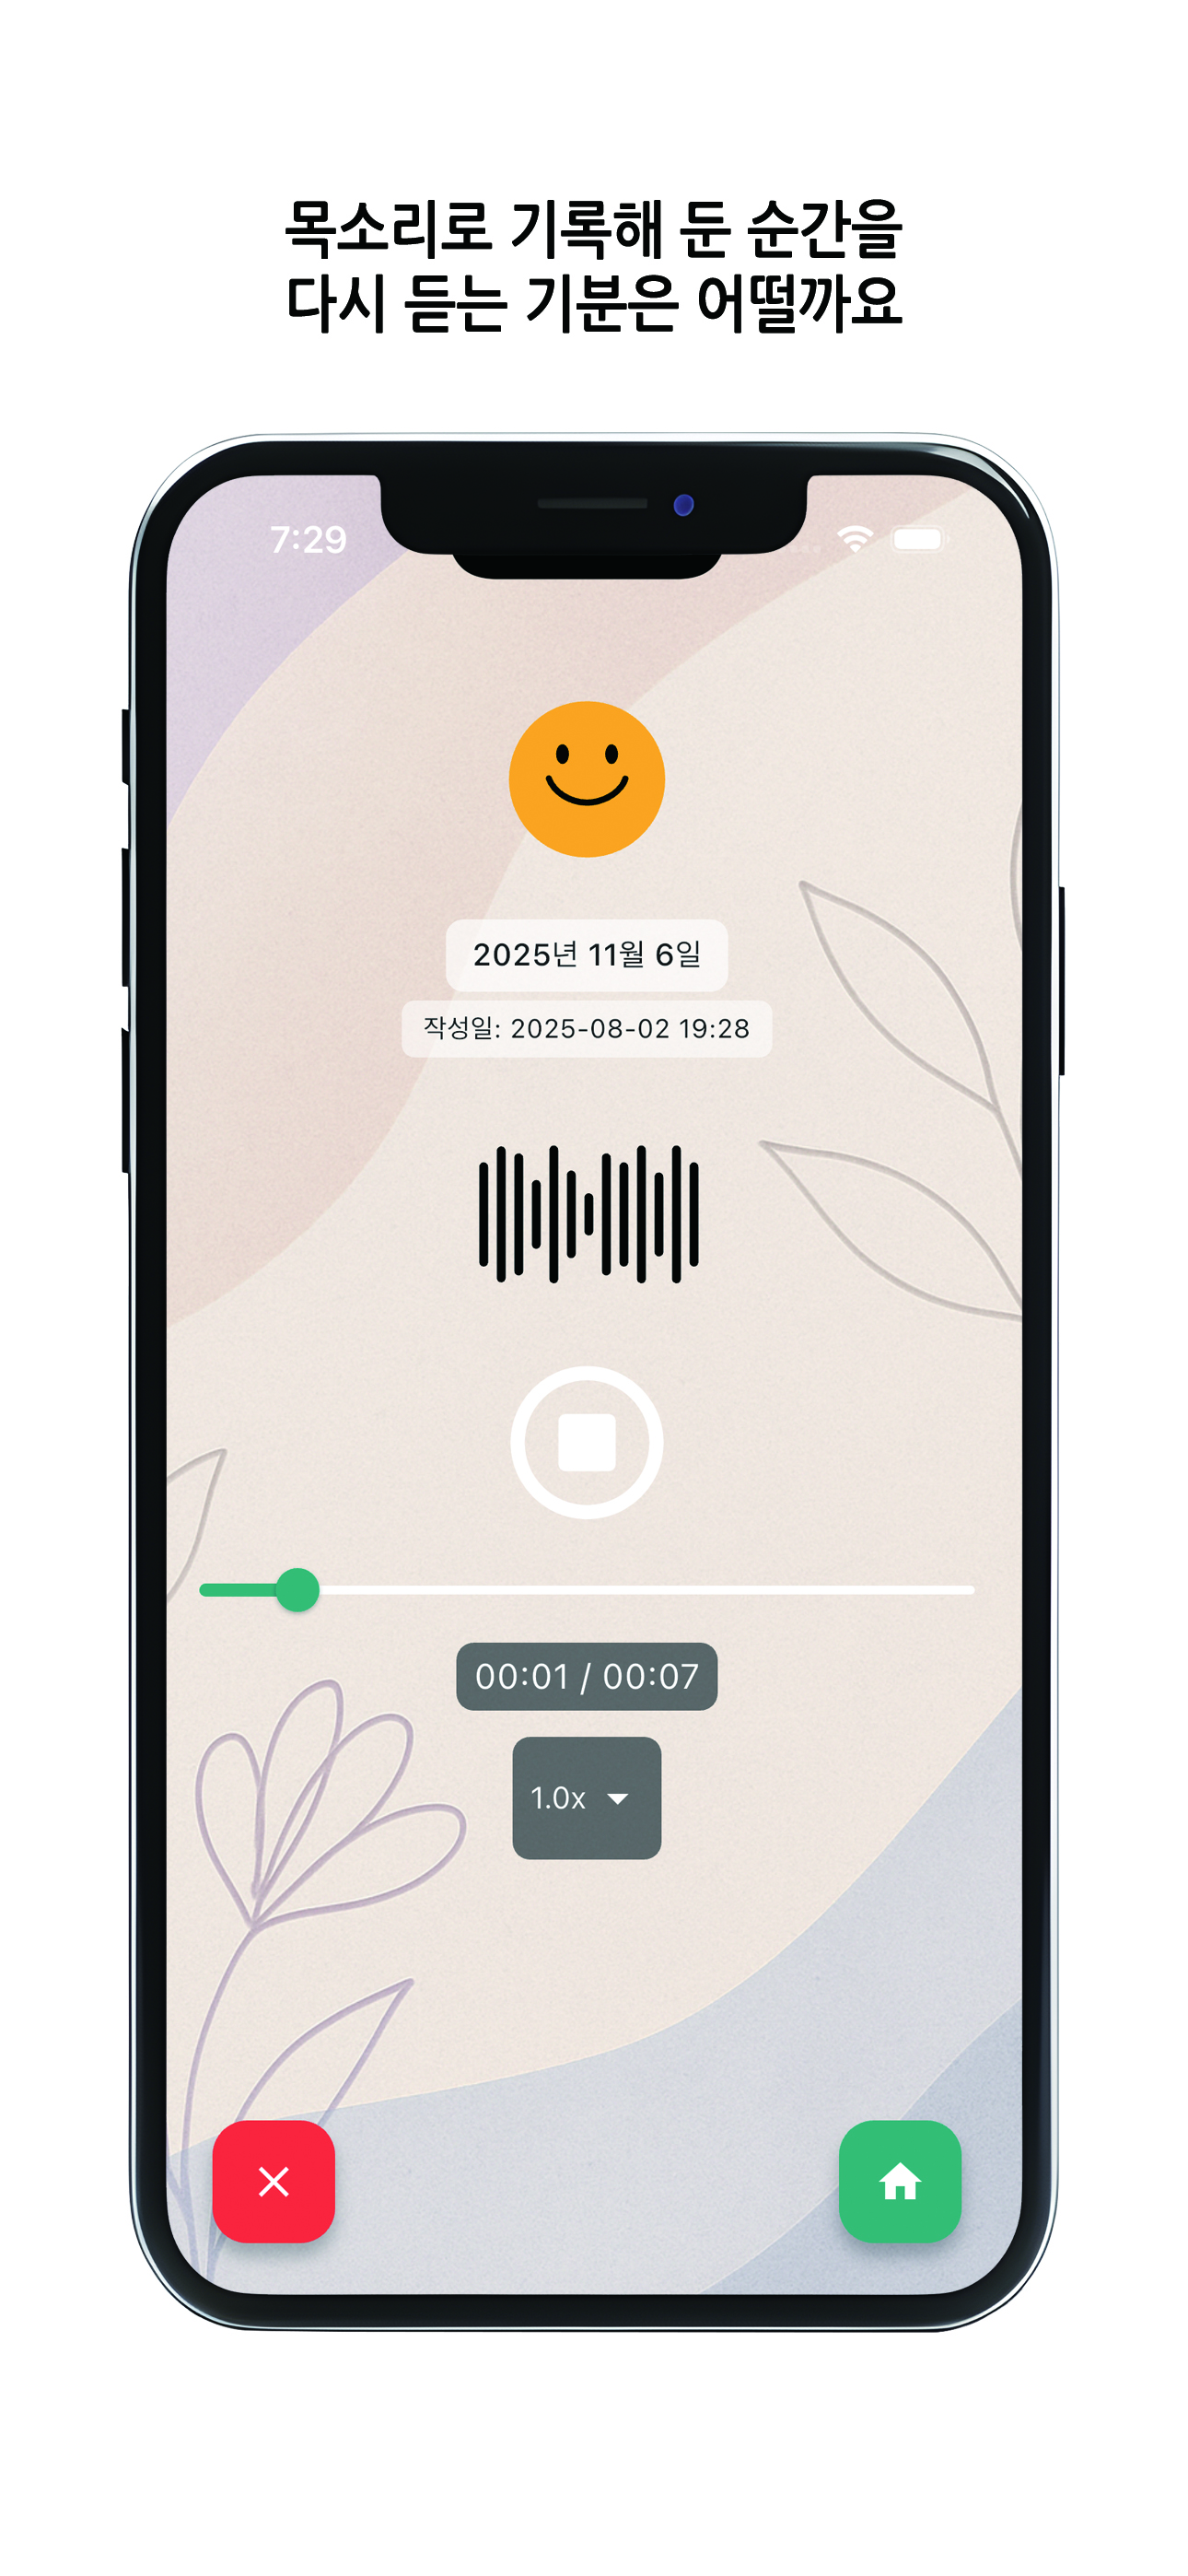 목소리로 기록해 둔 순간을
다시 듣는 기분은 어떨까요
7:29
2025년 11월 6일
작성일: 2025-08-02 19:28
00:01 / 00:07
1.0x